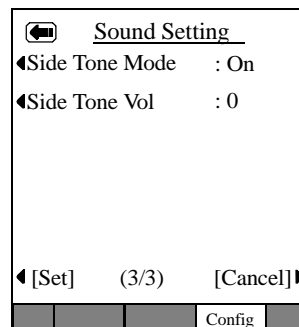 Sound Setting
Side Tone Mode : On
Side Tone Vol : 0
[Set] (3/3) [Cancel]
Config